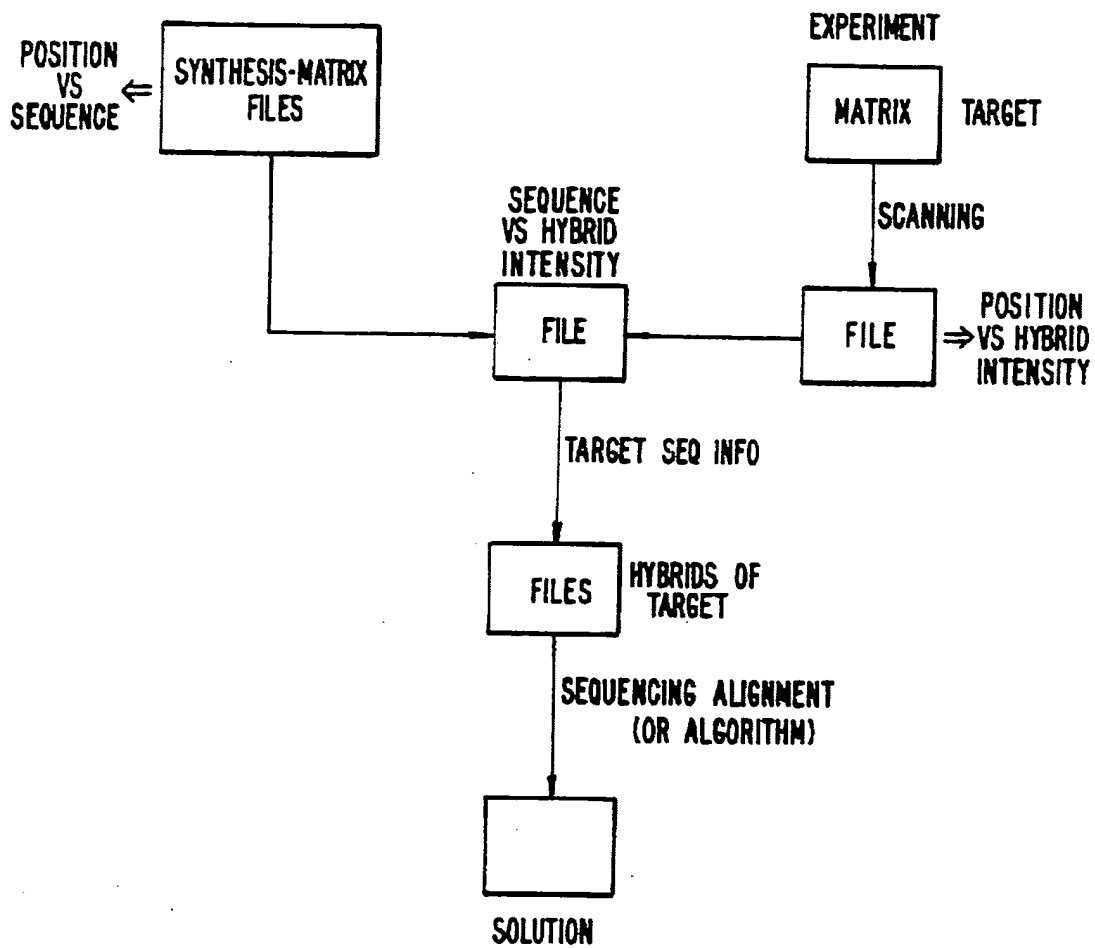 EXPERIMENT
POSITION
VS
SEQUENCE
SYNTHESIS-MATRIX
FILES
MATRIX
TARGET
SCANNING
SEQUENCE
VS HYBRID
INTENSITY
FILE
FILE
POSITION
VS HYBRID
INTENSITY
TARGET SEQ INFO
FILES
HYBRIDS OF
TARGET
SEQUENCING ALIGNMENT
(OR ALGORITHM)
SOLUTION